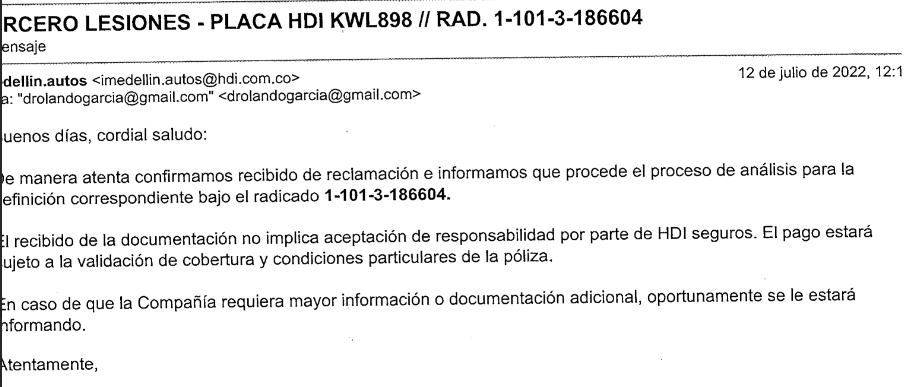 RCERO LESIONES - PLACA HDI KWL898 // RAD. 1-101-3-186604
ensaje
dellin.autos <imedellin.autos@hdi.com.co>
12 de julio de 2022, 12:1
a: "drolandogarcia@gmail.com" <drolandogarcia@gmail.com>
uenos días, cordial saludo:
De manera atenta confirmamos recibido de reclamación e informamos que procede el proceso de análisis para la
efinición correspondiente bajo el radicado 1-101-3-186604.
El recibido de la documentación no implica aceptación de responsabilidad por parte de HDI seguros. El pago estará
ujeto a la validación de cobertura y condiciones particulares de la póliza.
En caso de que la Compañía requiera mayor información o documentación adicional, oportunamente se le estará
nformando.
Atentamente,